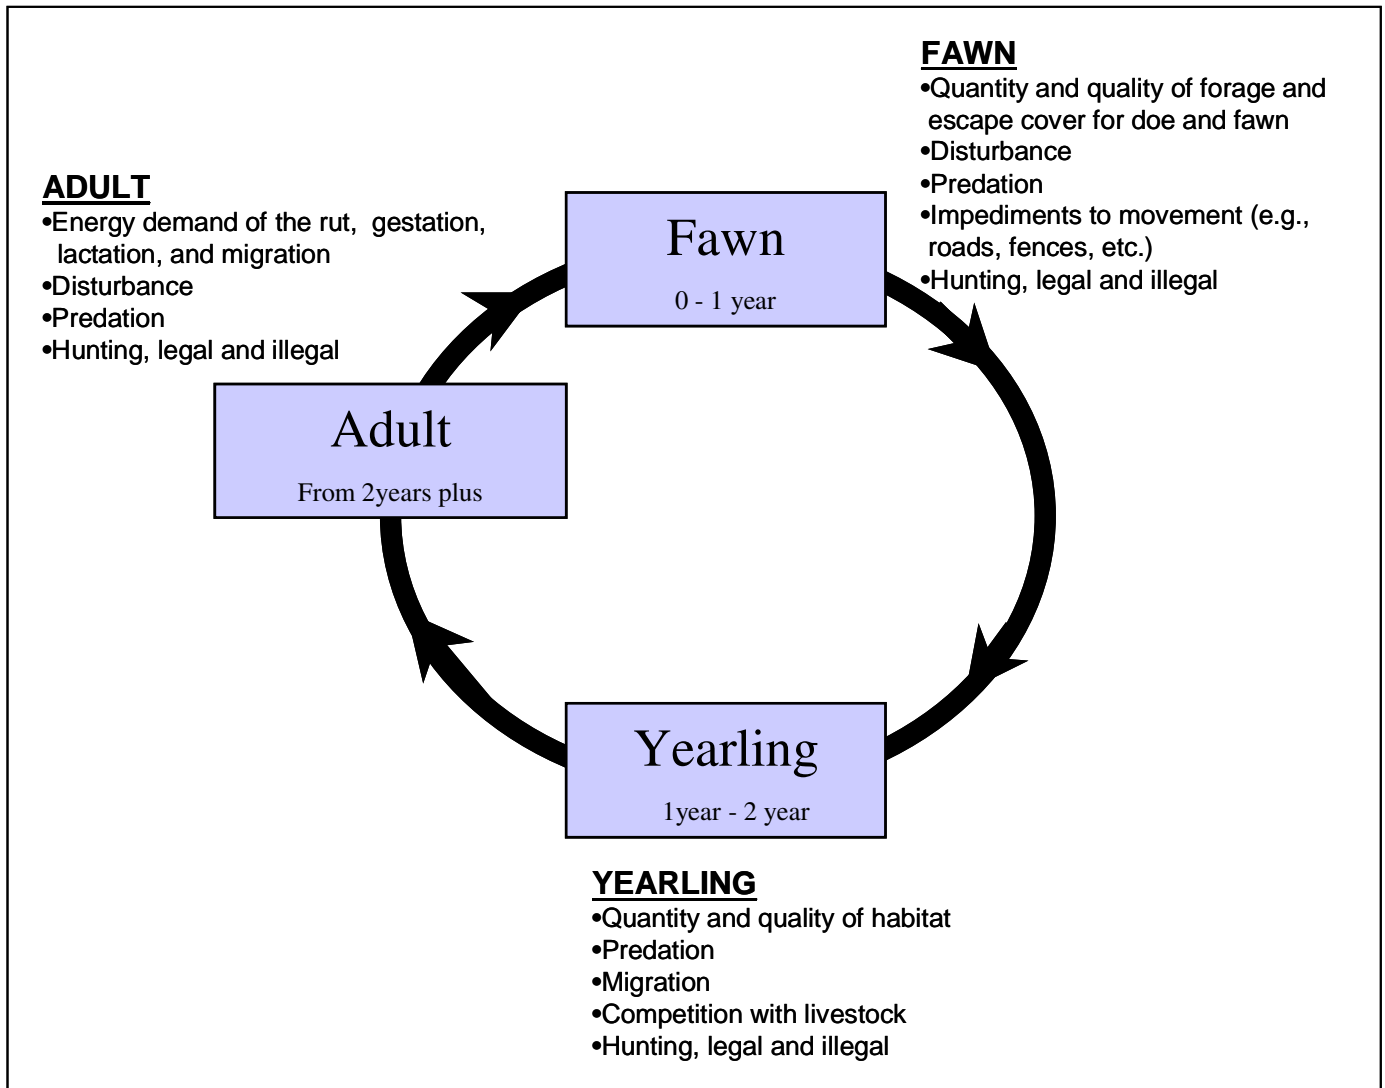 FAWN
•Quantity and quality of forage and
escape cover for doe and fawn
•Disturbance
•Predation
•Impediments to movement (e.g.,
roads, fences, etc.)
•Hunting, legal and illegal
ADULT
•Energy demand of the rut, gestation,
lactation, and migration
•Disturbance
•Predation
•Hunting, legal and illegal
Fawn
0 - 1 year
Adult
From 2years plus
Yearling
1year - 2 year
YEARLING
•Quantity and quality of habitat
•Predation
•Migration
•Competition with livestock
•Hunting, legal and illegal